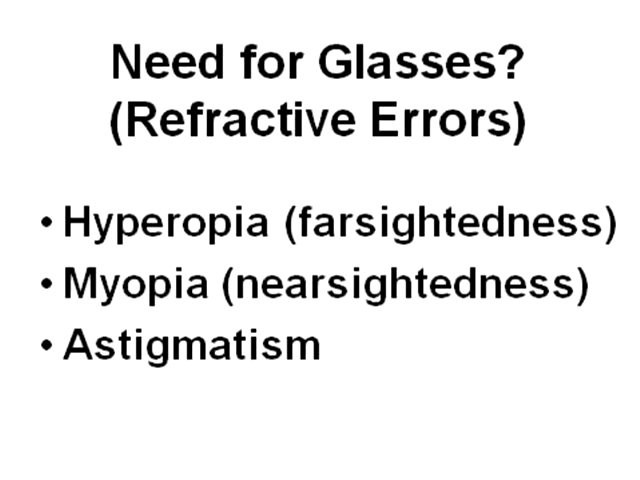 Need for Glasses?
(Refractive Errors)
• Hyperopia (farsightedness)
• Myopia (nearsightedness)
• Astigmatism